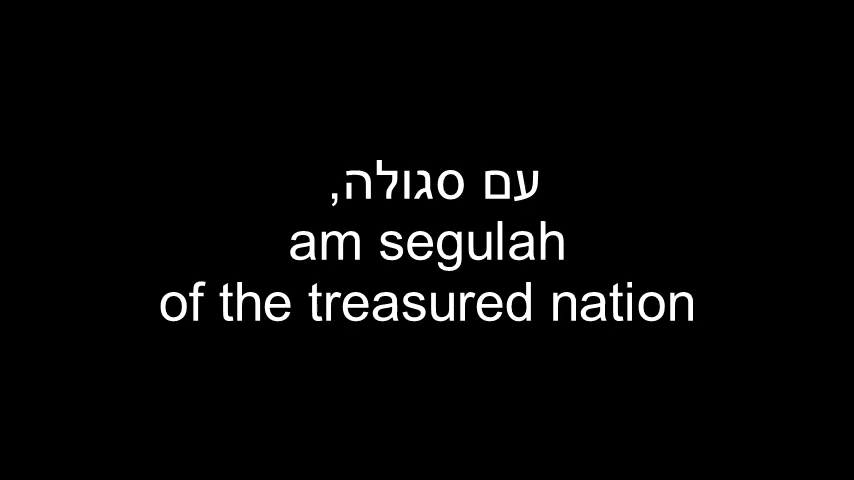 עם סגולה,
am segulah
of the treasured nation